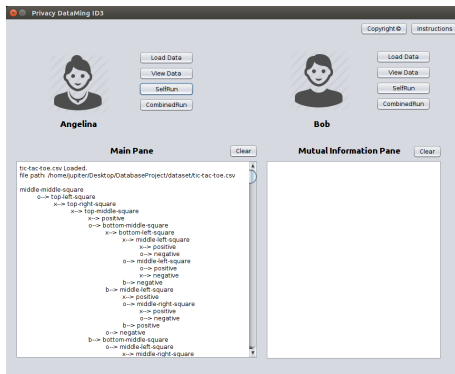 Privacy DataMing ID3
Copyright© Instructions
Load Data
View Data
SelfRun
CombinedRun
Angelina
Load Data
View Data
SelfRun
CombinedRun
Bob
Main Pane Clear
Mutual Information Pane Clear
tic-tac-toe.csv Loaded.
file path: /home/jupiter/Desktop/DatabaseProject/dataset/tic-tac-toe.csv
middle-middle-square
o--> top-left-square
x--> top-right-square
x--> top-middle-square
x--> positive
o--> bottom-middle-square
x--> bottom-left-square
x--> middle-left-square
x--> positive
o--> negative
o--> middle-left-square
o--> positive
x--> negative
b--> negative
b--> middle-left-square
x--> positive
o--> middle-right-square
x--> positive
o--> negative
b--> positive
o--> negative
b--> bottom-middle-square
o--> middle-left-square
x--> middle-right-square